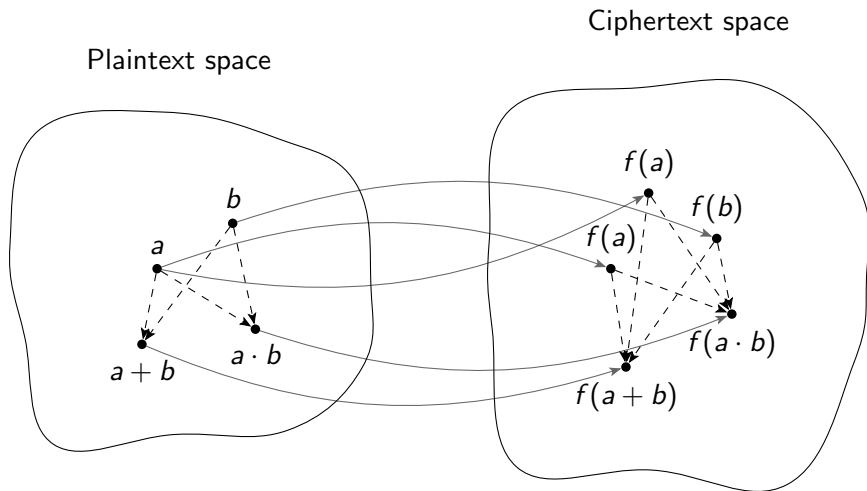 Ciphertext space
Plaintext space
f(a)
b
f(b)
a
f(a)
a · b
f(a · b)
a + b
f(a + b)